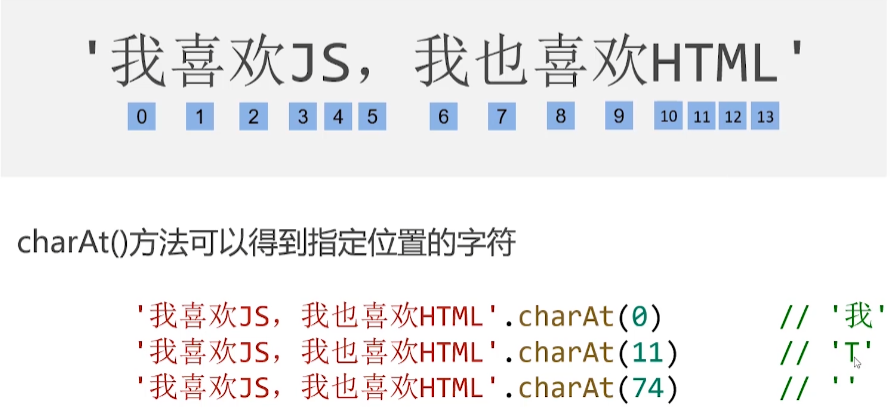 '我喜欢JS，我也喜欢HTML'
0 1 2 3 4 5 6 7 8 9 10 11 12 13
charAt()方法可以得到指定位置的字符
'我喜欢JS，我也喜欢HTML'.charAt(0) // '我'
'我喜欢JS，我也喜欢HTML'.charAt(11) // 'T'
'我喜欢JS，我也喜欢HTML'.charAt(74) // ''